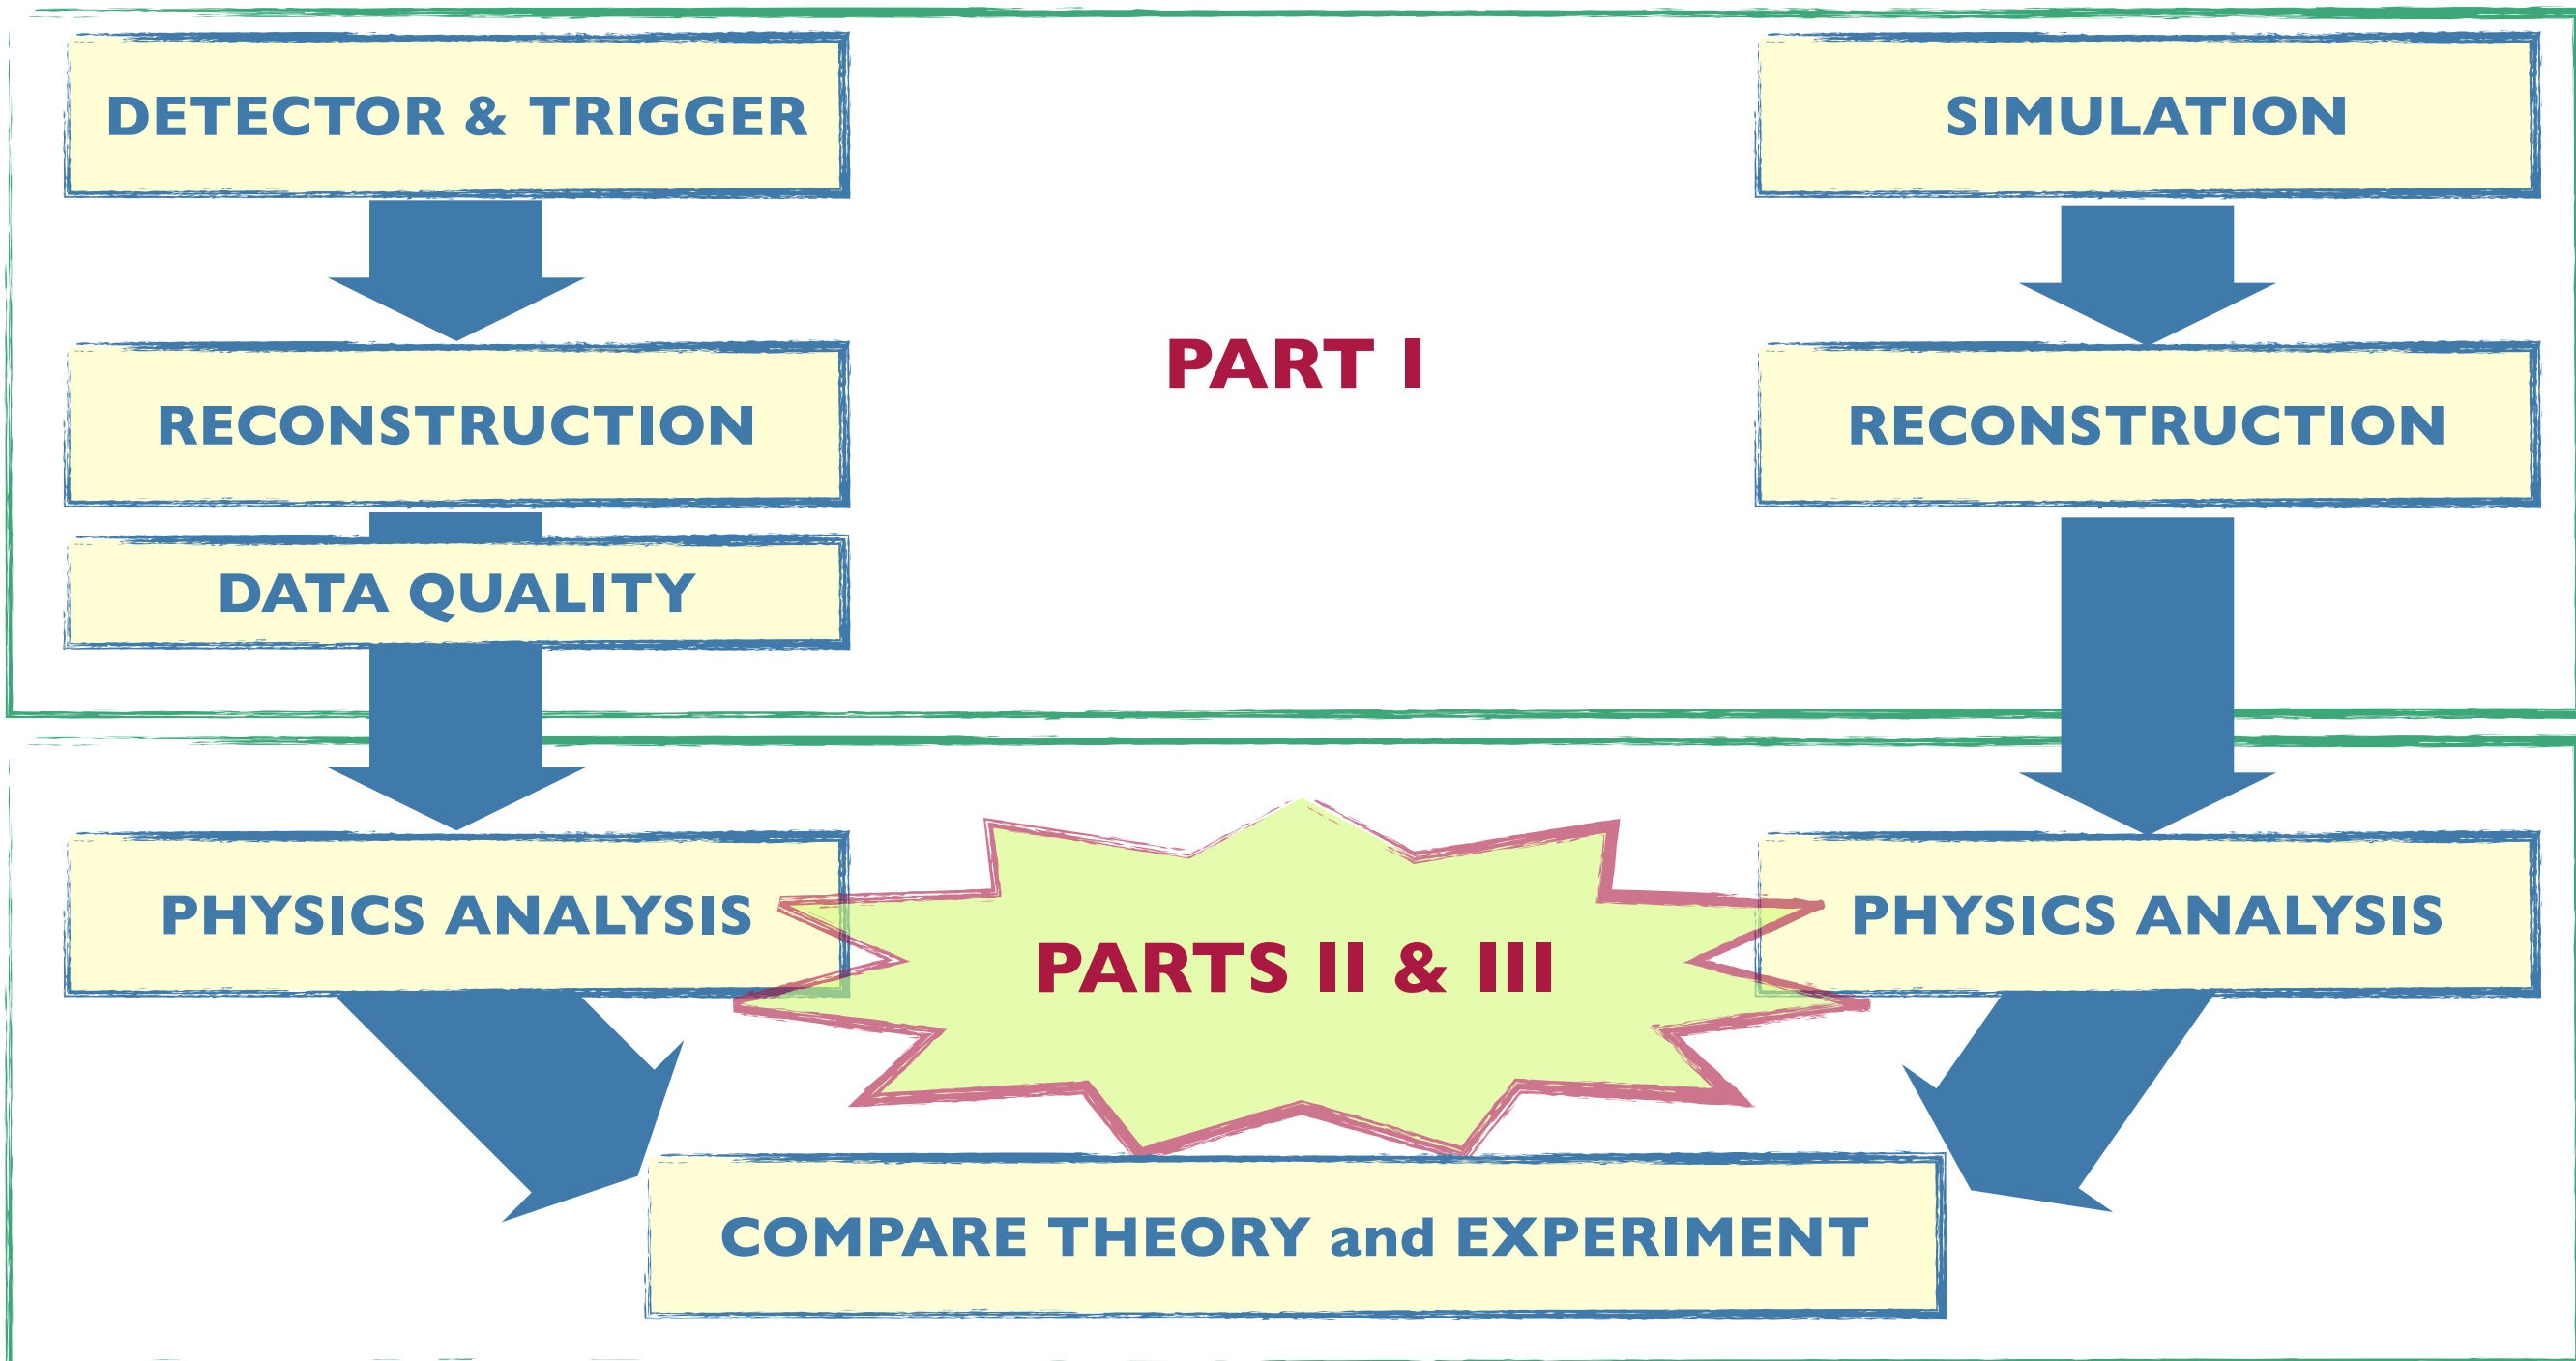 DETECTOR & TRIGGER
SIMULATION
PART I
RECONSTRUCTION
RECONSTRUCTION
DATA QUALITY
PHYSICS ANALYSIS
PHYSICS ANALYSIS
PARTS II & III
COMPARE THEORY and EXPERIMENT